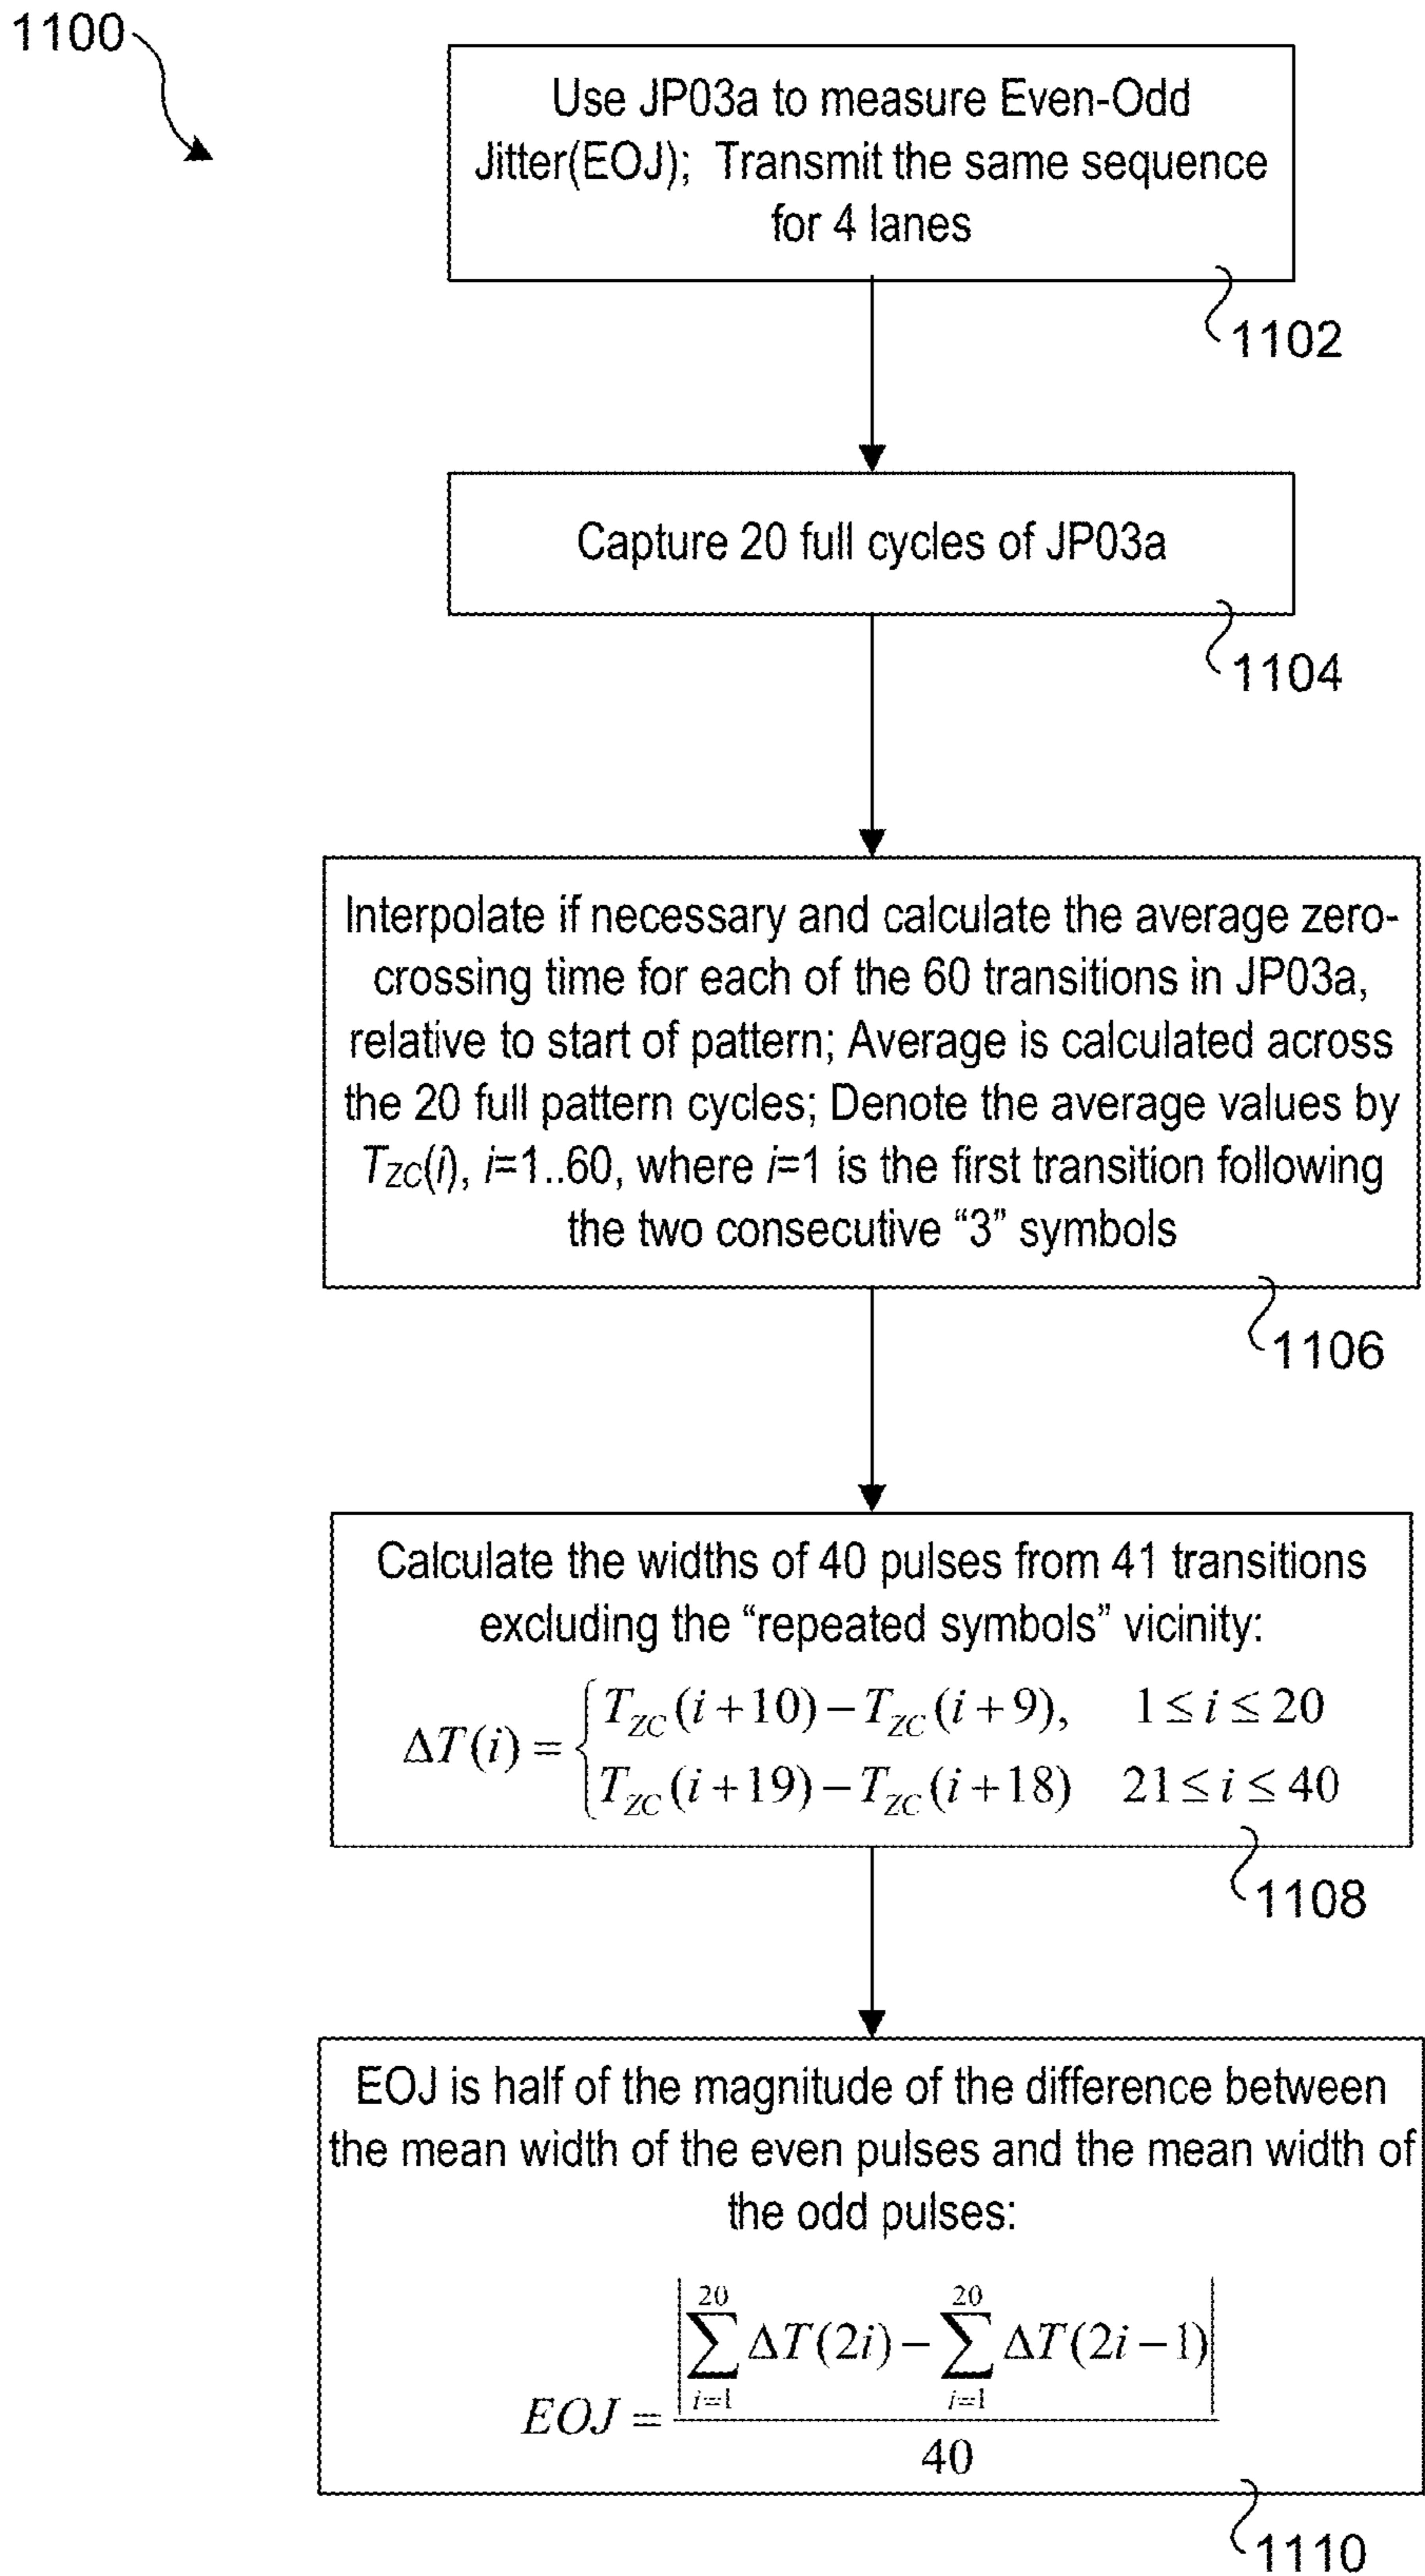 1100
Use JP03a to measure Even-Odd
Jitter(EOJ);  Transmit the same sequence
for 4 lanes
1102
Capture 20 full cycles of JP03a
1104
Interpolate if necessary and calculate the average zero-
crossing time for each of the 60 transitions in JP03a,
relative to start of pattern; Average is calculated across
the 20 full pattern cycles; Denote the average values by
T_ZC(i), i=1..60, where i=1 is the first transition following
the two consecutive “3” symbols
1106
Calculate the widths of 40 pulses from 41 transitions
excluding the “repeated symbols” vicinity:
ΔT(i) = { T_ZC(i+10) − T_ZC(i+9),   1 ≤ i ≤ 20
T_ZC(i+19) − T_ZC(i+18)   21 ≤ i ≤ 40
1108
EOJ is half of the magnitude of the difference between
the mean width of the even pulses and the mean width of
the odd pulses:
EOJ = |∑_{i=1}^{20} ΔT(2i) − ∑_{i=1}^{20} ΔT(2i−1)|
40
1110